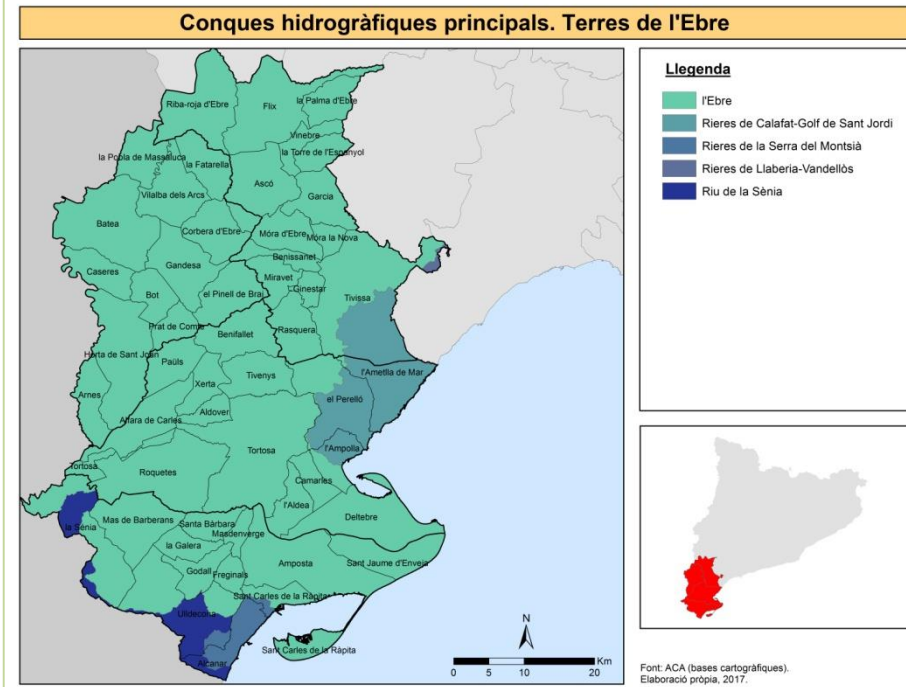 Conques hidrogràfiques principals. Terres de l'Ebre
Riba-roja d'Ebre
Flix
la Palma d'Ebre
Vinebre
la Torre de l'Espanyol
la Pobla de Massaluca
la Fatarella
Ascó
Vilalba dels Arcs
Garcia
Batea
Corbera d'Ebre
Móra d'Ebre
Móra la Nova
Benissanet
Gandesa
Caseres
Miravet
Ginestar
Tivissa
Bot
el Pinell de Brai
Rasquera
Prat de Comte
Benifallet
Horta de Sant Joan
Paüls
Tivenys
l'Ametlla de Mar
Xerta
el Perelló
Arnes
Aldover
Alfara de Carles
Tortosa
l'Ampolla
Tortosa
Roquetes
Camarles
l'Aldea
Deltebre
Mas de Barberans
Santa Bàrbara
la Sénia
Masdenverge
la Galera
Amposta
Sant Jaume d'Enveja
Godall
Freginals
Sant Carles de la Ràpita
Ulldecona
Sant Carles de la Ràpita
Alcanar
N
0 5 10 20
Km
Llegenda
l'Ebre
Rieres de Calafat-Golf de Sant Jordi
Rieres de la Serra del Montsià
Rieres de Llaberia-Vandellòs
Riu de la Sènia
Font: ACA (bases cartogràfiques).
Elaboració pròpia, 2017.